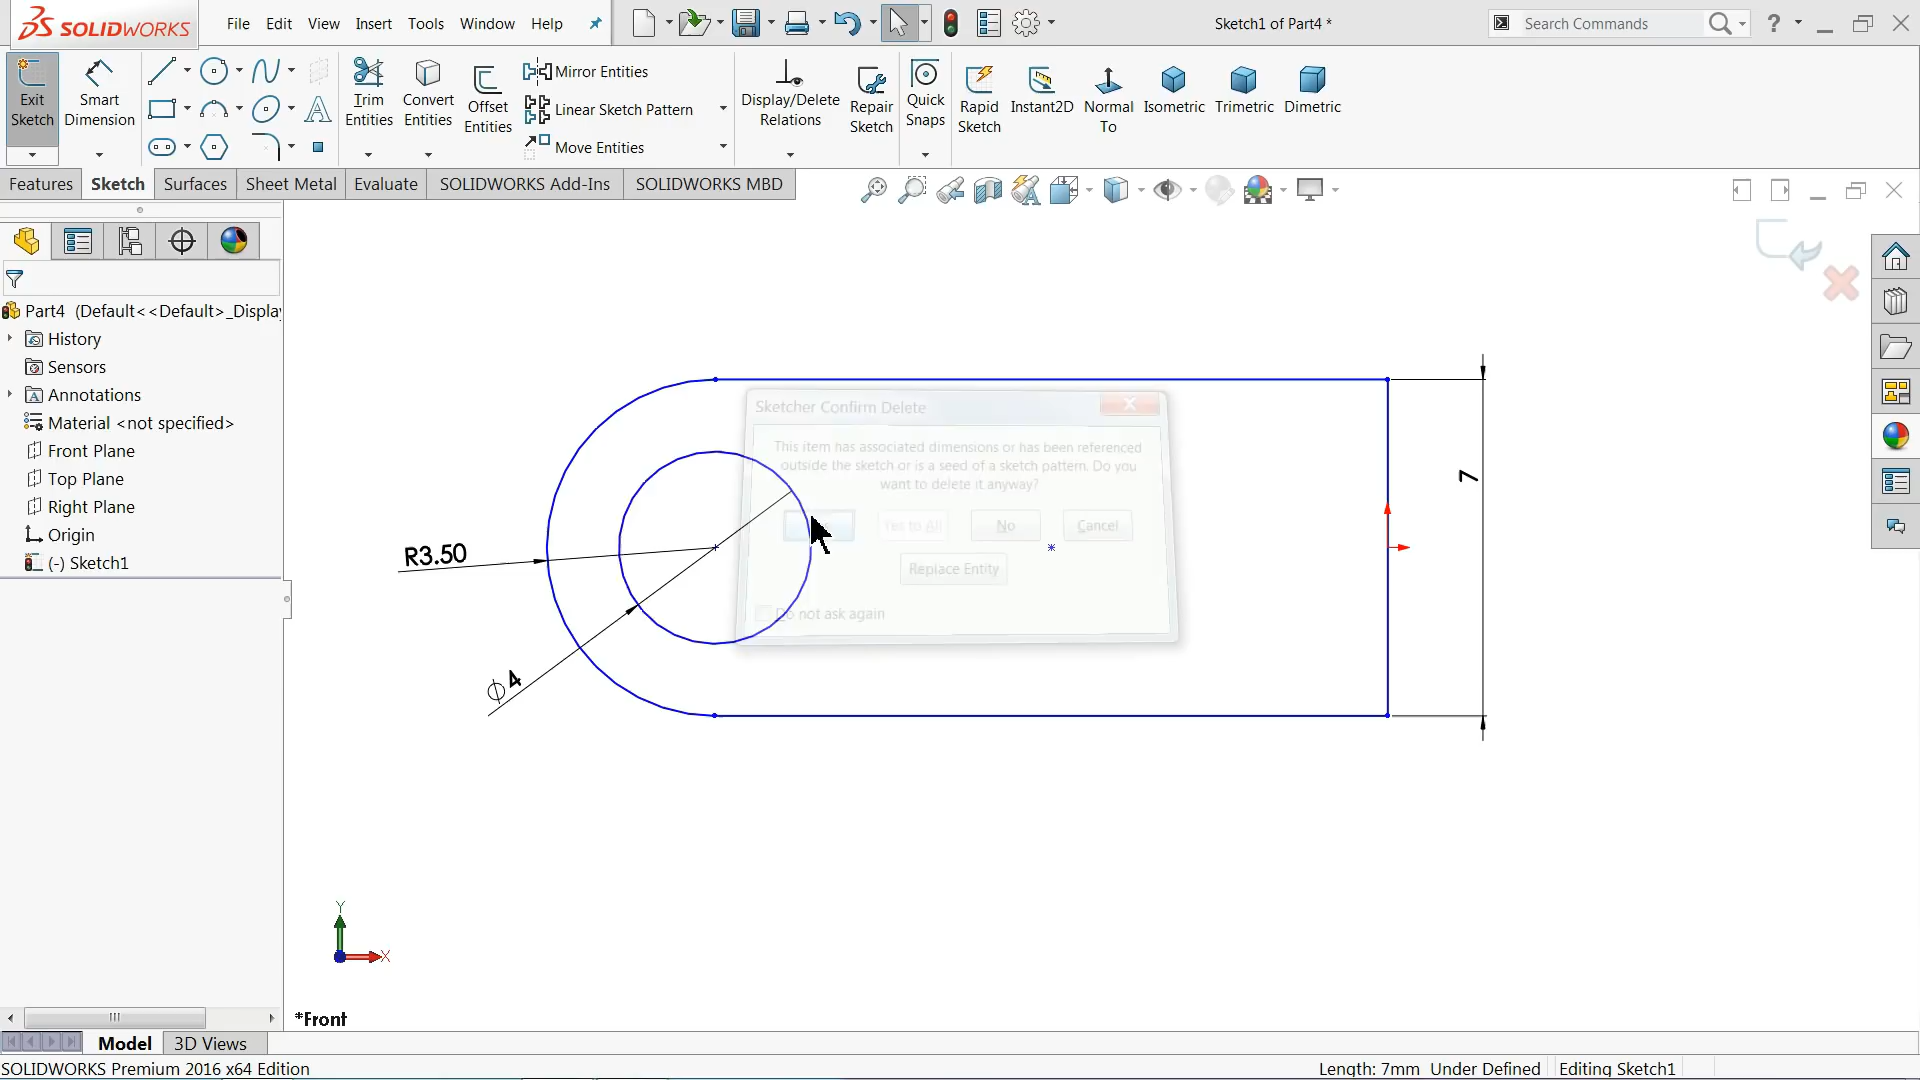 SOLIDWORKS File Edit View Insert Tools Window Help Sketch1 of Part4 * Search Commands ?
Exit Sketch
Smart Dimension
Trim Entities
Convert Entities
Offset Entities
Mirror Entities
Linear Sketch Pattern
Move Entities
Display/Delete Relations
Repair Sketch
Quick Snaps
Rapid Sketch
Instant2D
Normal To
Isometric
Trimetric
Dimetric
Features Sketch Surfaces Sheet Metal Evaluate SOLIDWORKS Add-Ins SOLIDWORKS MBD
Part4 (Default<<Default>_Displa
History
Sensors
A Annotations
Material <not specified>
Front Plane
Top Plane
Right Plane
Origin
(-) Sketch1
Sketcher Confirm Delete
This item has associated dimensions or has been referenced
outside the sketch or is a seed of a sketch pattern. Do you
want to delete it anyway?
Yes to All No Cancel
Replace Entity
Do not ask again
7
R3.50
⌀4
Y
X
*Front
Model 3D Views
SOLIDWORKS Premium 2016 x64 Edition Length: 7mm Under Defined Editing Sketch1